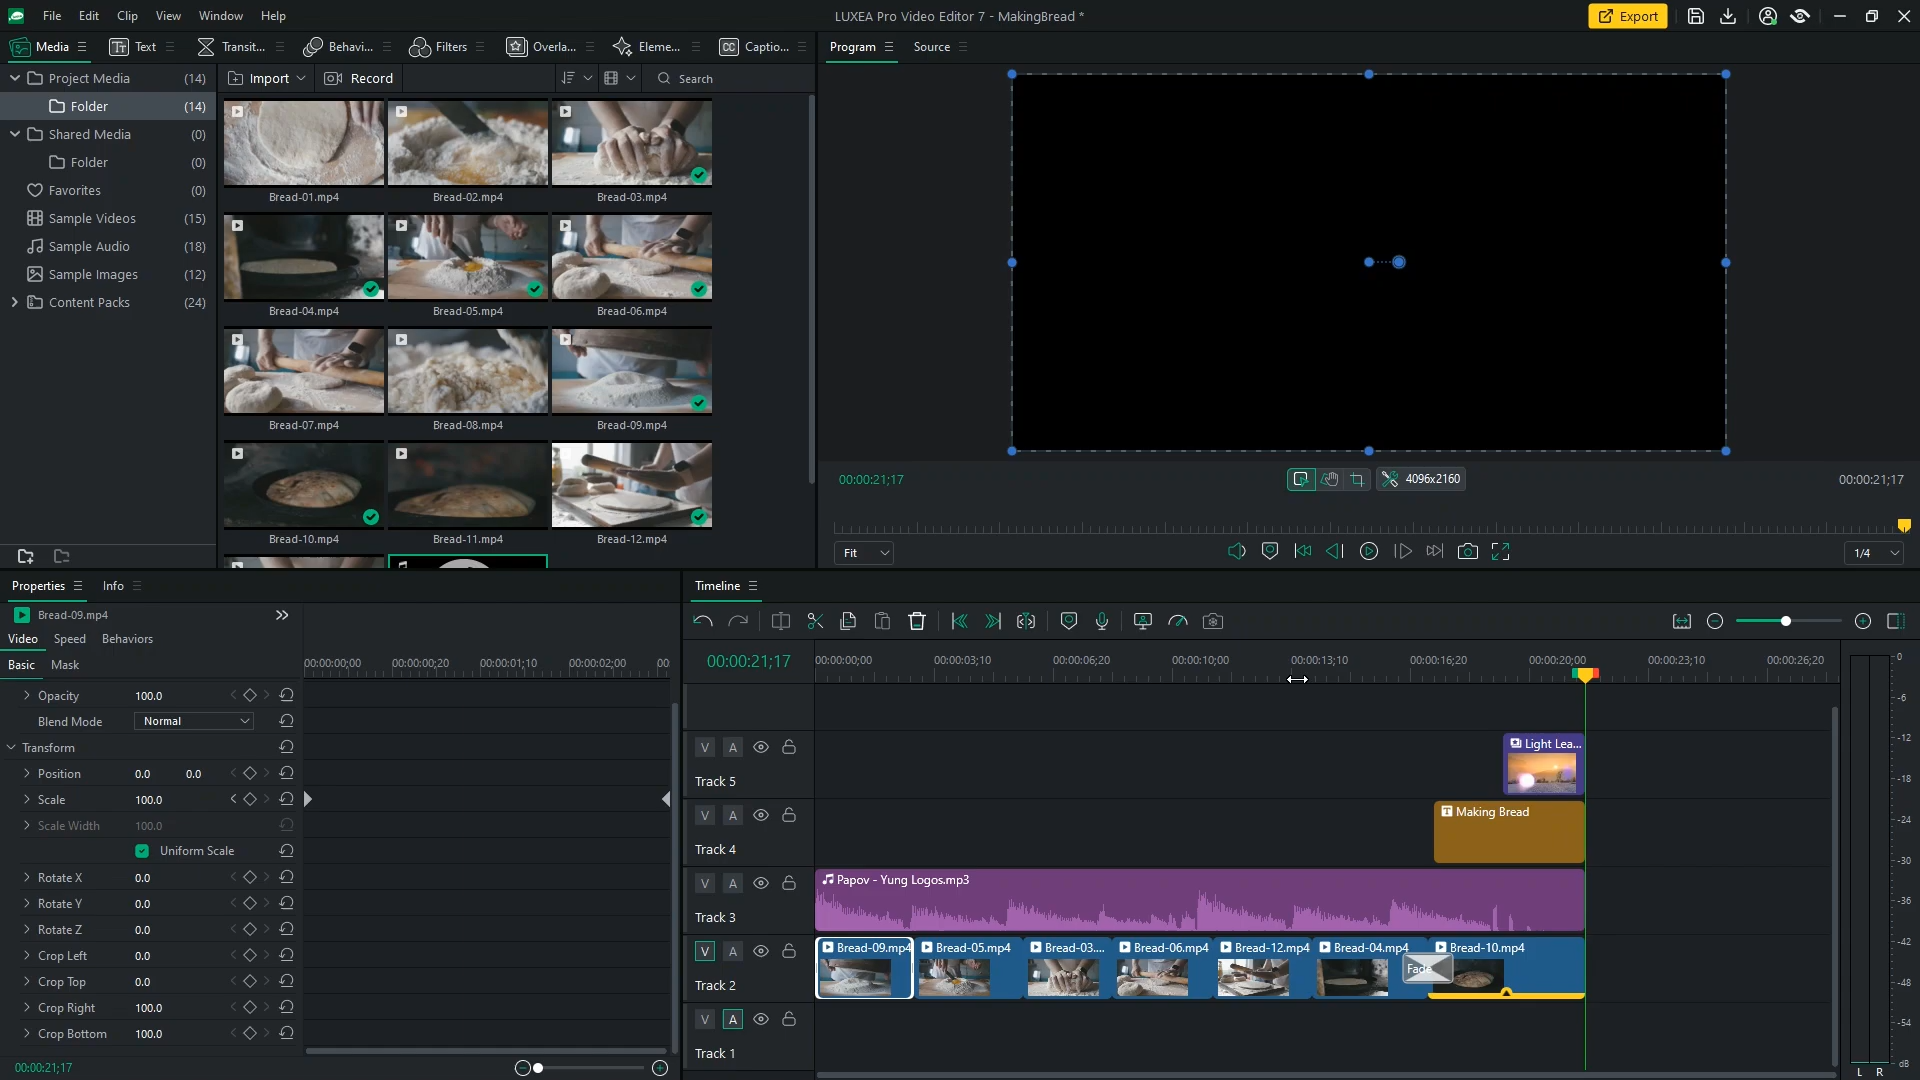 File Edit Clip View Window Help
LUXEA Pro Video Editor 7 - MakingBread *
Export
Media Text Transit... Behavi... Filters Overla... Eleme... CC Captio...
Program Source
Project Media (14)
Folder (14)
Shared Media (0)
Folder (0)
Favorites (0)
Sample Videos (15)
Sample Audio (18)
Sample Images (12)
Content Packs (24)
Import Record Search
Bread-01.mp4 Bread-02.mp4 Bread-03.mp4
Bread-04.mp4 Bread-05.mp4 Bread-06.mp4
Bread-07.mp4 Bread-08.mp4 Bread-09.mp4
Bread-10.mp4 Bread-11.mp4 Bread-12.mp4
00:00:21;17 4096x2160 00:00:21;17
Fit 1/4
Properties Info
Bread-09.mp4
Video Speed Behaviors
Basic Mask
00:00:00;00 00:00:00;20 00:00:01;10 00:00:02;00 00
Opacity 100.0
Blend Mode Normal
Transform
Position 0.0 0.0
Scale 100.0
Scale Width 100.0
Uniform Scale
Rotate X 0.0
Rotate Y 0.0
Rotate Z 0.0
Crop Left 0.0
Crop Top 0.0
Crop Right 100.0
Crop Bottom 100.0
00:00:21;17
Timeline
00:00:21;17 00:00:00;00 00:00:03;10 00:00:06;20 00:00:10;00 00:00:13;10 00:00:16;20 00:00:20;00 00:00:23;10 00:00:26;20
V A
Track 5
Light Lea...
V A
Track 4
Making Bread
V A
Track 3
Papov - Yung Logos.mp3
V A
Track 2
Bread-09.mp4 Bread-05.mp4 Bread-03.... Bread-06.mp4 Bread-12.mp4 Bread-04.mp4 Bread-10.mp4
Fade
V A
Track 1
-0
-6
-12
-18
-24
-30
-36
-42
-48
-54
dB
L R